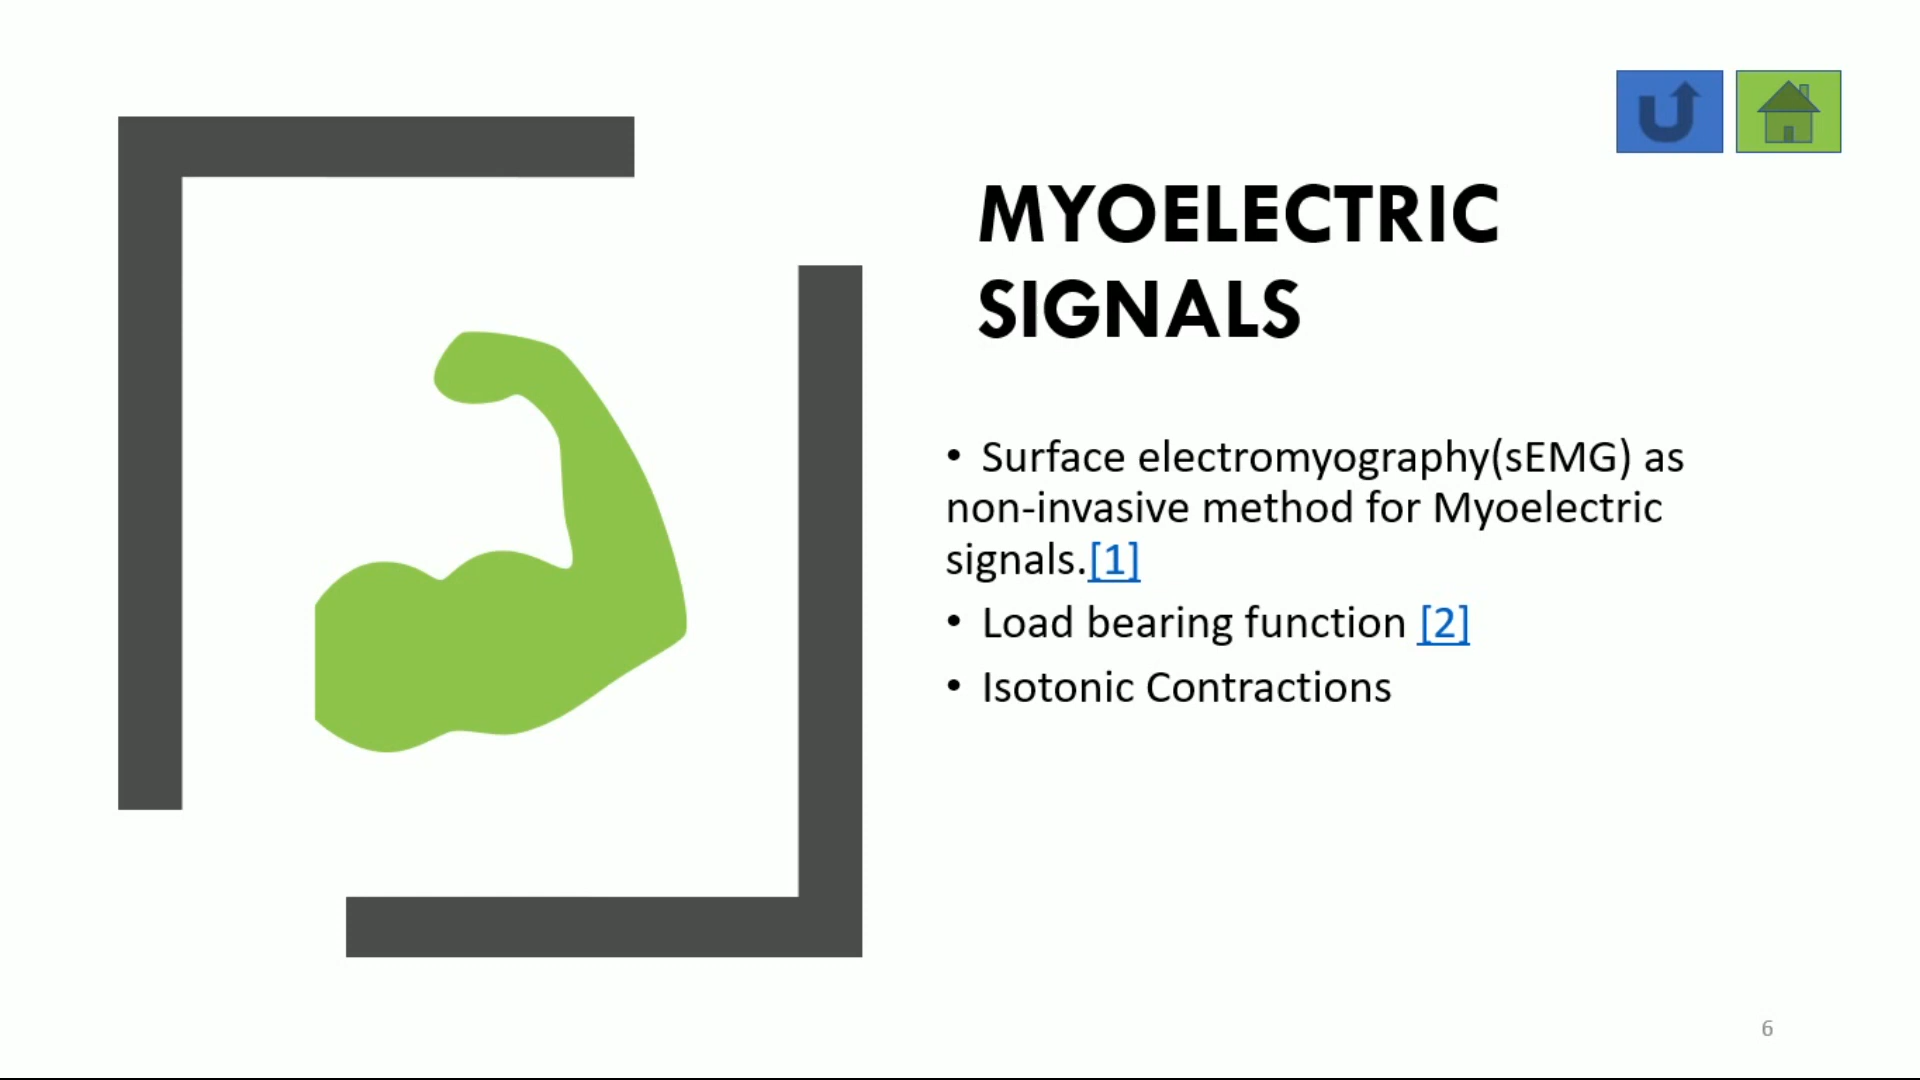 MYOELECTRIC
SIGNALS
• Surface electromyography(sEMG) as
non-invasive method for Myoelectric
signals.[1]
• Load bearing function [2]
• Isotonic Contractions
6